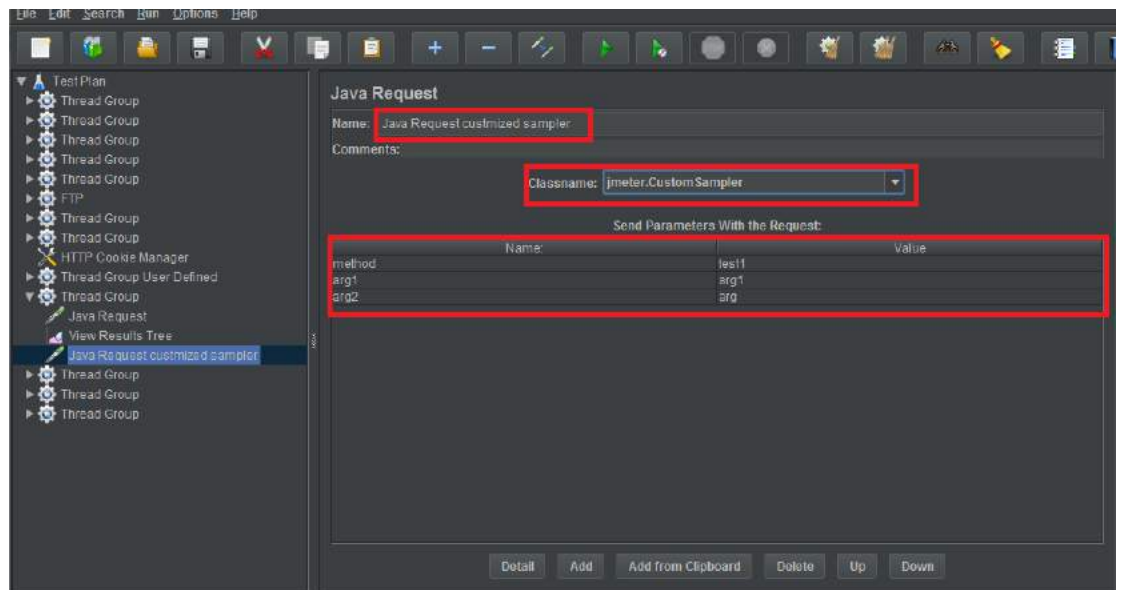 File Edit Search Run Options Help
Test Plan
Thread Group
Thread Group
Thread Group
Thread Group
Thread Group
FTP
Thread Group
Thread Group
HTTP Cookie Manager
Thread Group User Defined
Thread Group
Java Request
View Results Tree
Java Request custmized sampler
Thread Group
Thread Group
Thread Group
Java Request
Name: Java Request custmized sampler
Comments:
Classname: jmeter.CustomSampler
Send Parameters With the Request:
Name: Value
method test1
arg1 arg1
arg2 arg
Detail Add Add from Clipboard Delete Up Down